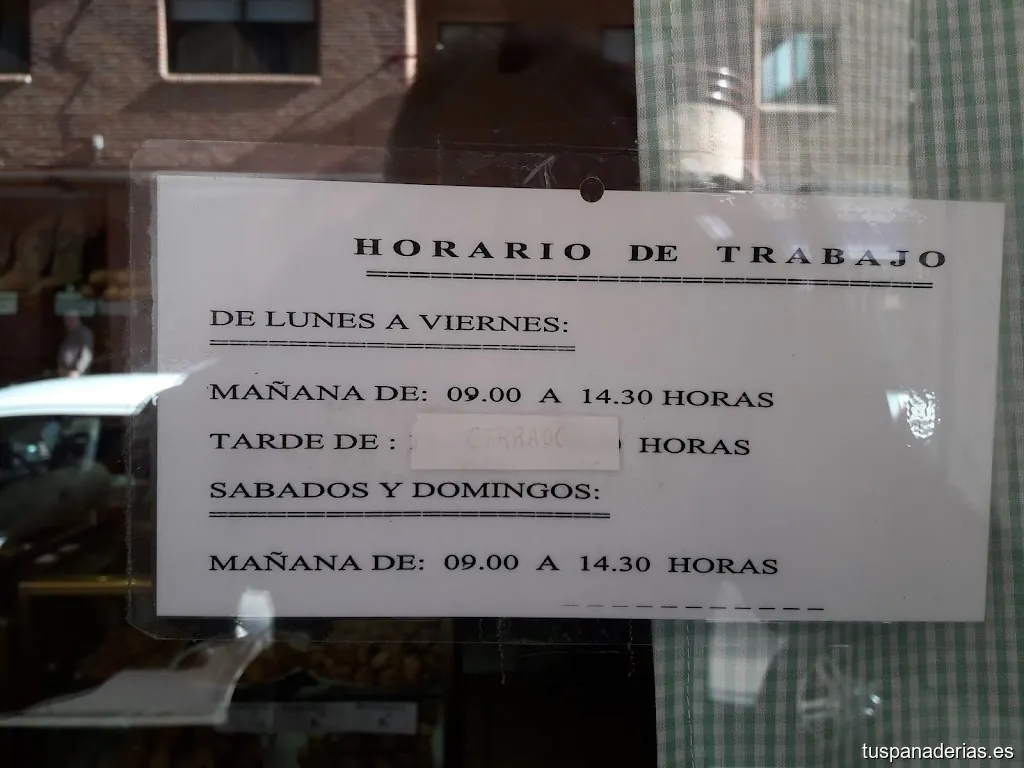 HORARIO DE TRABAJO
DE LUNES A VIERNES:
MAÑANA DE: 09.00 A 14.30 HORAS
TARDE DE : CERRADO HORAS
SABADOS Y DOMINGOS:
MAÑANA DE: 09.00 A 14.30 HORAS
tuspanaderias.es